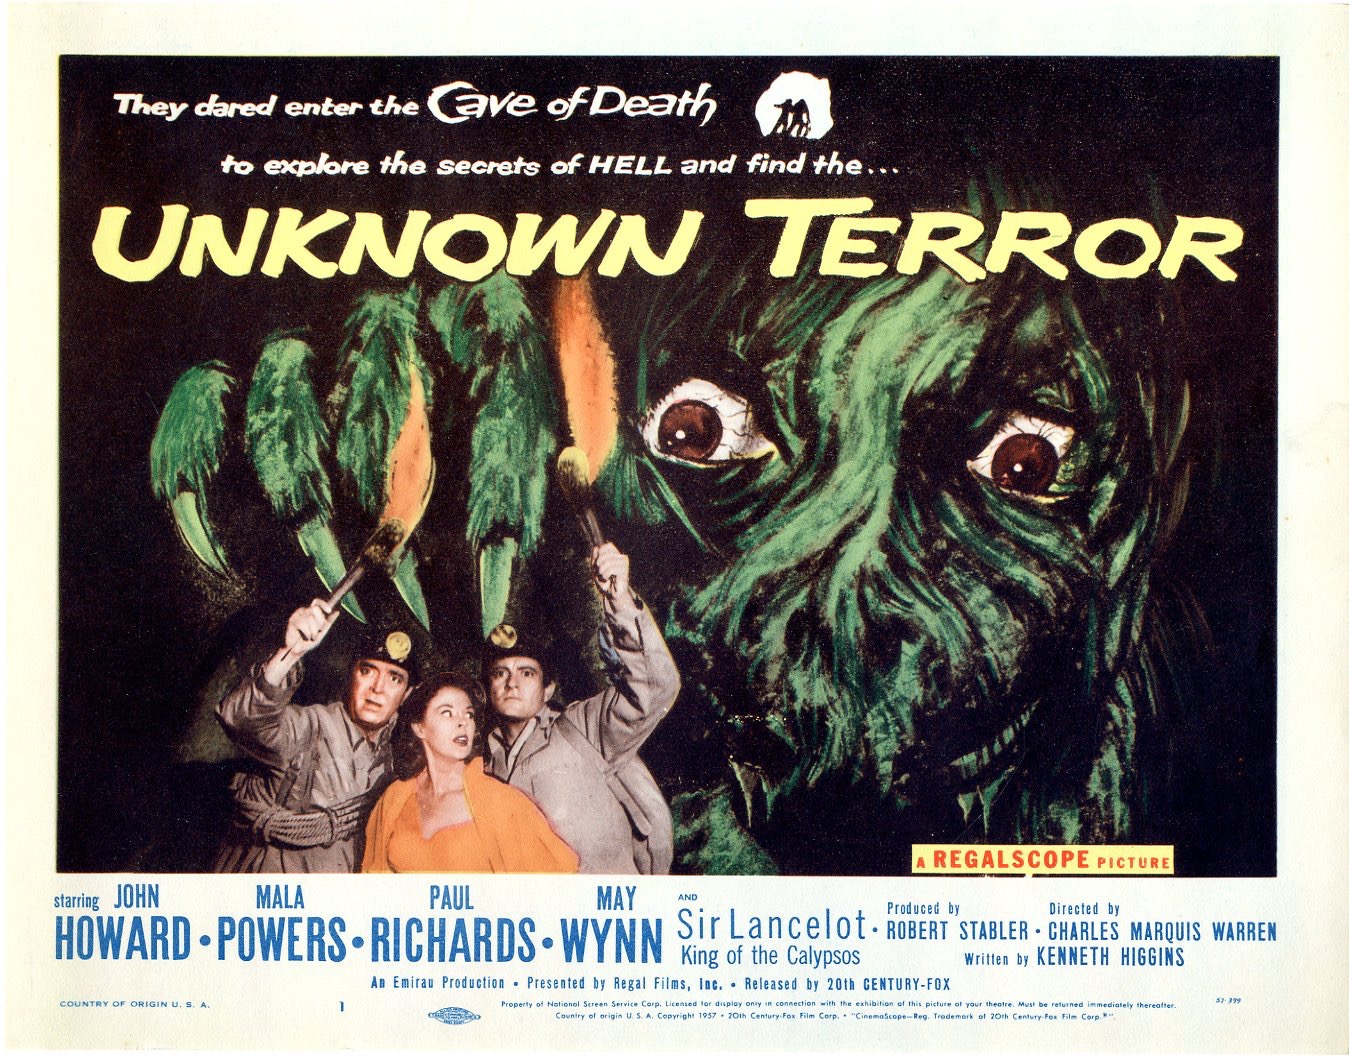 They dared enter the Cave of Death
to explore the secrets of HELL and find the...
UNKNOWN TERROR
A REGALSCOPE PICTURE
starring JOHN HOWARD • MALA POWERS • PAUL RICHARDS • MAY WYNN
AND Sir Lancelot •
King of the Calypsos
Produced by
ROBERT STABLER •
Directed by
CHARLES MARQUIS WARREN
Written by KENNETH HIGGINS
An Emirau Production • Presented by Regal Films, Inc. • Released by 20th CENTURY-FOX
COUNTRY OF ORIGIN U. S. A.
1
Property of National Screen Service Corp. Licensed for display only in connection with the exhibition of this picture at your theatre. Must be returned immediately thereafter.
Country of origin U. S. A. Copyright 1957 • 20th Century-Fox Film Corp. • "CinemaScope—Reg. Trademark of 20th Century-Fox Film Corp.®".
57-399